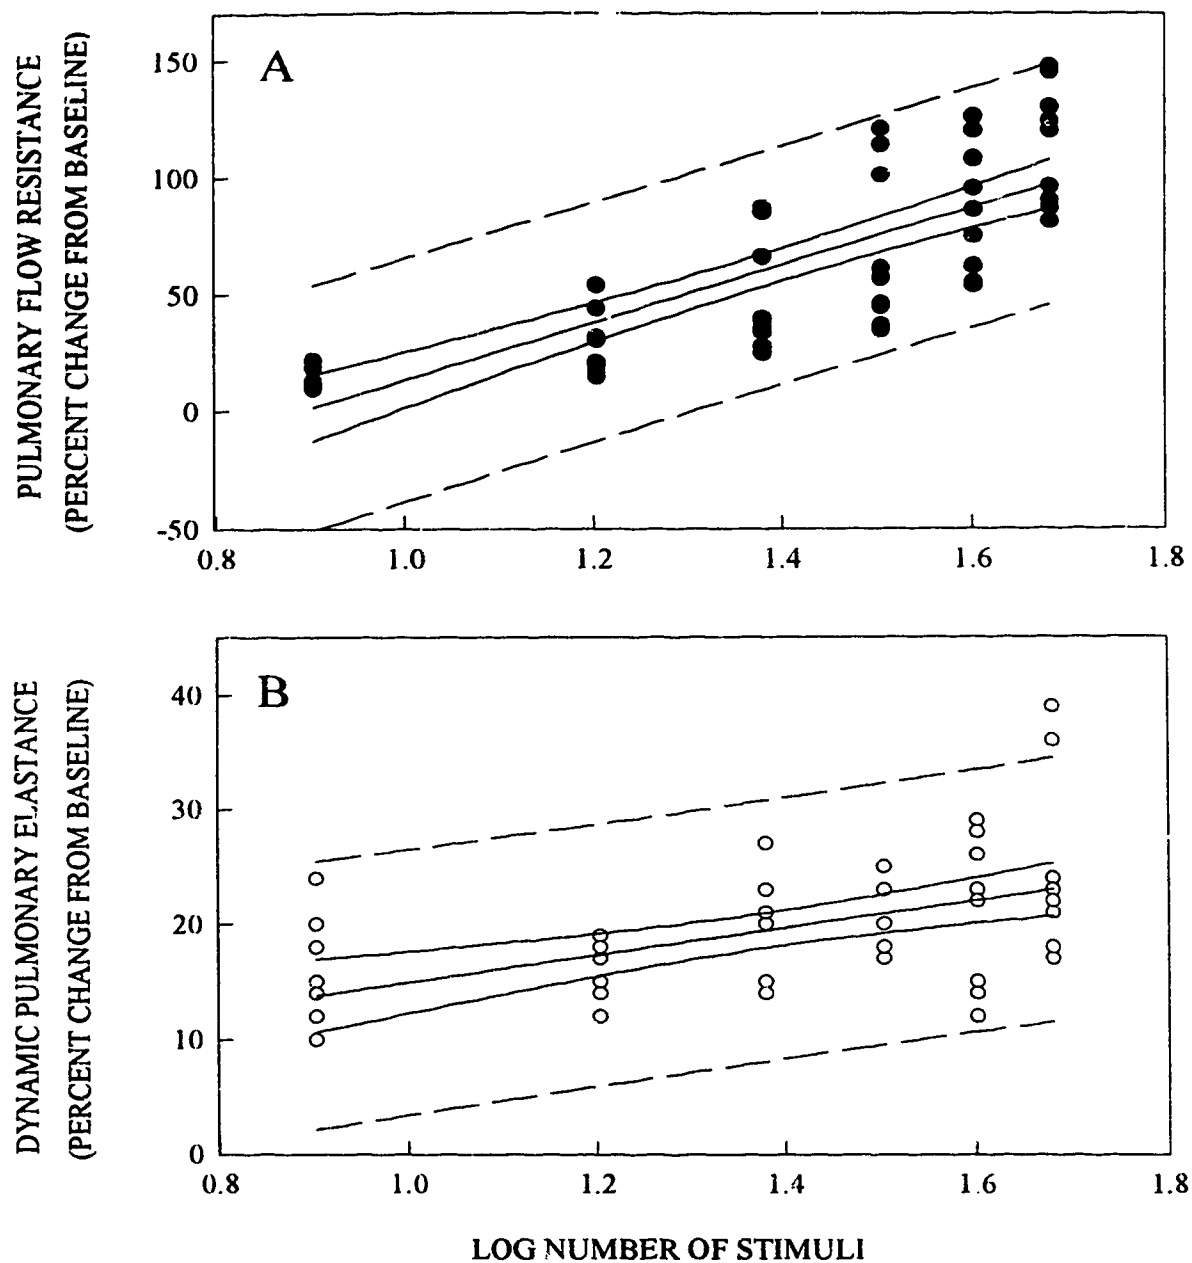 PULMONARY FLOW RESISTANCE
(PERCENT CHANGE FROM BASELINE)
A
150
100
50
0
-50
0.8 1.0 1.2 1.4 1.6 1.8
DYNAMIC PULMONARY ELASTANCE
(PERCENT CHANGE FROM BASELINE)
B
40
30
20
10
0
0.8 1.0 1.2 1.4 1.6 1.8
LOG NUMBER OF STIMULI